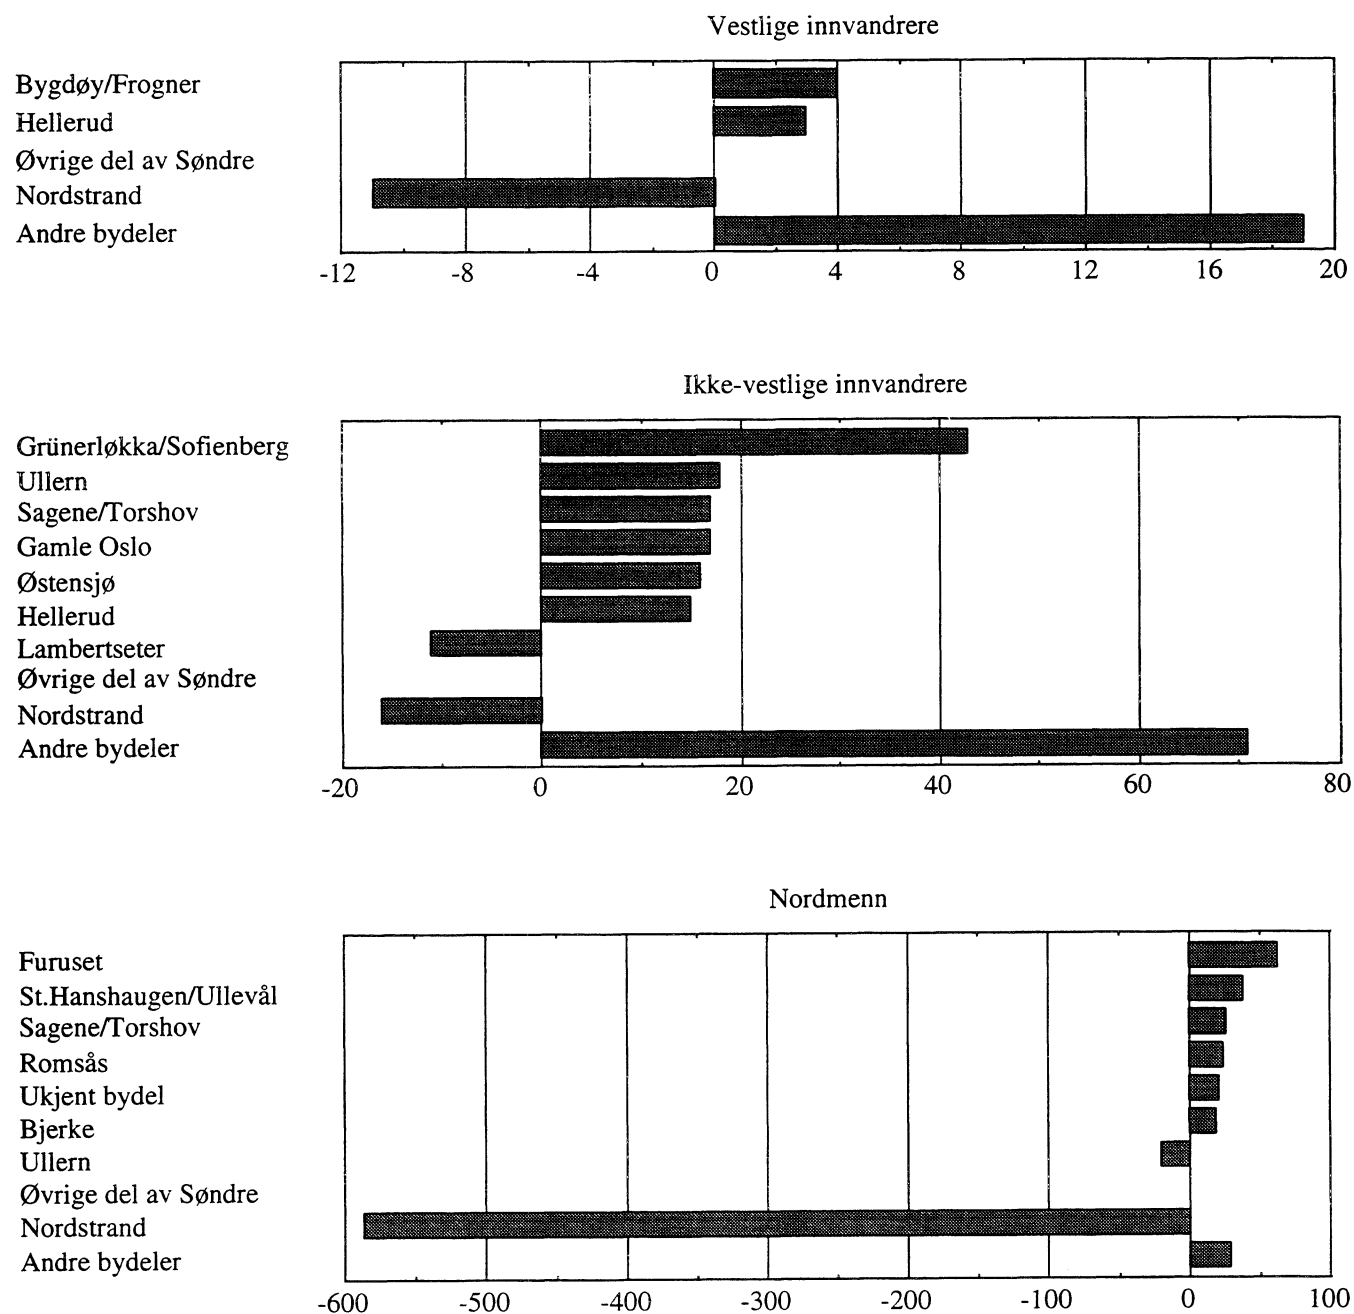 Vestlige innvandrere
Bygdøy/Frogner
Hellerud
Øvrige del av Søndre
Nordstrand
Andre bydeler
-12 -8 -4 0 4 8 12 16 20
Ikke-vestlige innvandrere
Grünerløkka/Sofienberg
Ullern
Sagene/Torshov
Gamle Oslo
Østensjø
Hellerud
Lambertseter
Øvrige del av Søndre
Nordstrand
Andre bydeler
-20 0 20 40 60 80
Nordmenn
Furuset
St.Hanshaugen/Ullevål
Sagene/Torshov
Romsås
Ukjent bydel
Bjerke
Ullern
Øvrige del av Søndre
Nordstrand
Andre bydeler
-600 -500 -400 -300 -200 -100 0 100